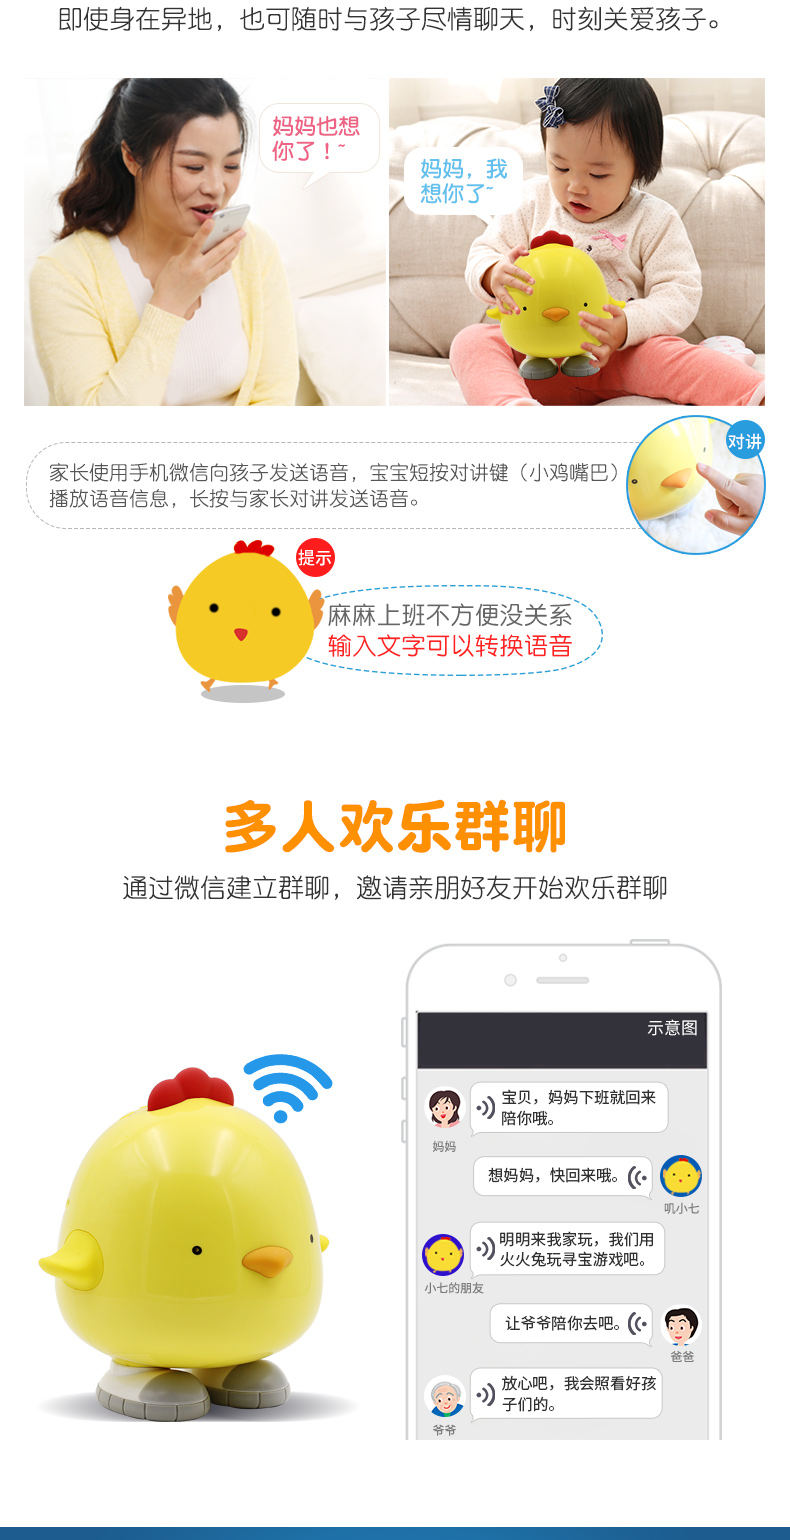 即使身在异地，也可随时与孩子尽情聊天，时刻关爱孩子。
妈妈也想
你了！~
妈妈，我
想你了~
对讲
家长使用手机微信向孩子发送语音，宝宝短按对讲键（小鸡嘴巴）
播放语音信息，长按与家长对讲发送语音。
提示
麻麻上班不方便没关系
输入文字可以转换语音
多人欢乐群聊
通过微信建立群聊，邀请亲朋好友开始欢乐群聊
示意图
宝贝，妈妈下班就回来
陪你哦。
妈妈
想妈妈，快回来哦。
叽小七
明明来我家玩，我们用
火火兔玩寻宝游戏吧。
小七的朋友
让爷爷陪你去吧。
爸爸
放心吧，我会照看好孩
子们的。
爷爷